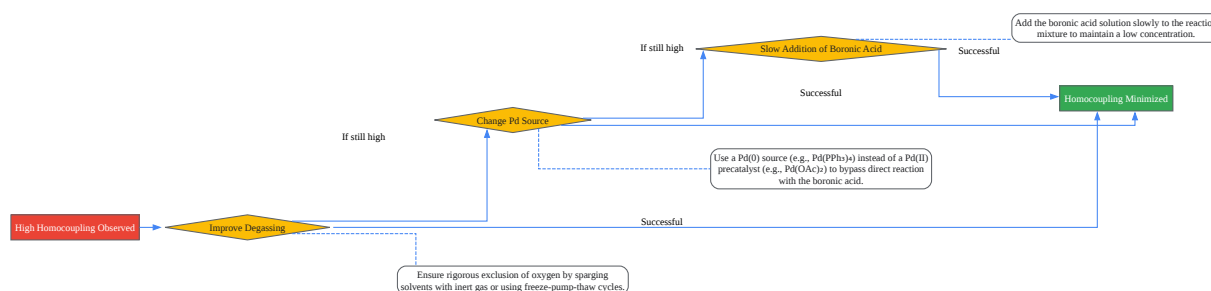 Add the boronic acid solution slowly to the reaction
mixture to maintain a low concentration.
If still high
Slow Addition of Boronic Acid
Successful
Successful
Homocoupling Minimized
Change Pd Source
If still high
Use a Pd(0) source (e.g., Pd(PPh₃)₄) instead of a Pd(II)
precatalyst (e.g., Pd(OAc)₂) to bypass direct reaction
with the boronic acid.
High Homocoupling Observed
Improve Degassing
Successful
Ensure rigorous exclusion of oxygen by sparging
solvents with inert gas or using freeze-pump-thaw cycles.